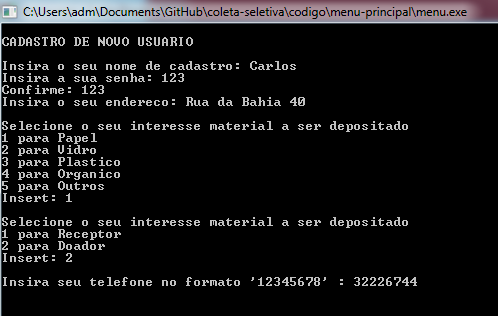 C:\Users\adm\Documents\GitHub\coleta-seletiva\codigo\menu-principal\menu.exe
CADASTRO DE NOVO USUARIO
Insira o seu nome de cadastro: Carlos
Insira a sua senha: 123
Confirme: 123
Insira o seu endereco: Rua da Bahia 40
Selecione o seu interesse material a ser depositado
1 para Papel
2 para Vidro
3 para Plastico
4 para Organico
5 para Outros
Insert: 1
Selecione o seu interesse material a ser depositado
1 para Receptor
2 para Doador
Insert: 2
Insira seu telefone no formato '12345678' : 32226744